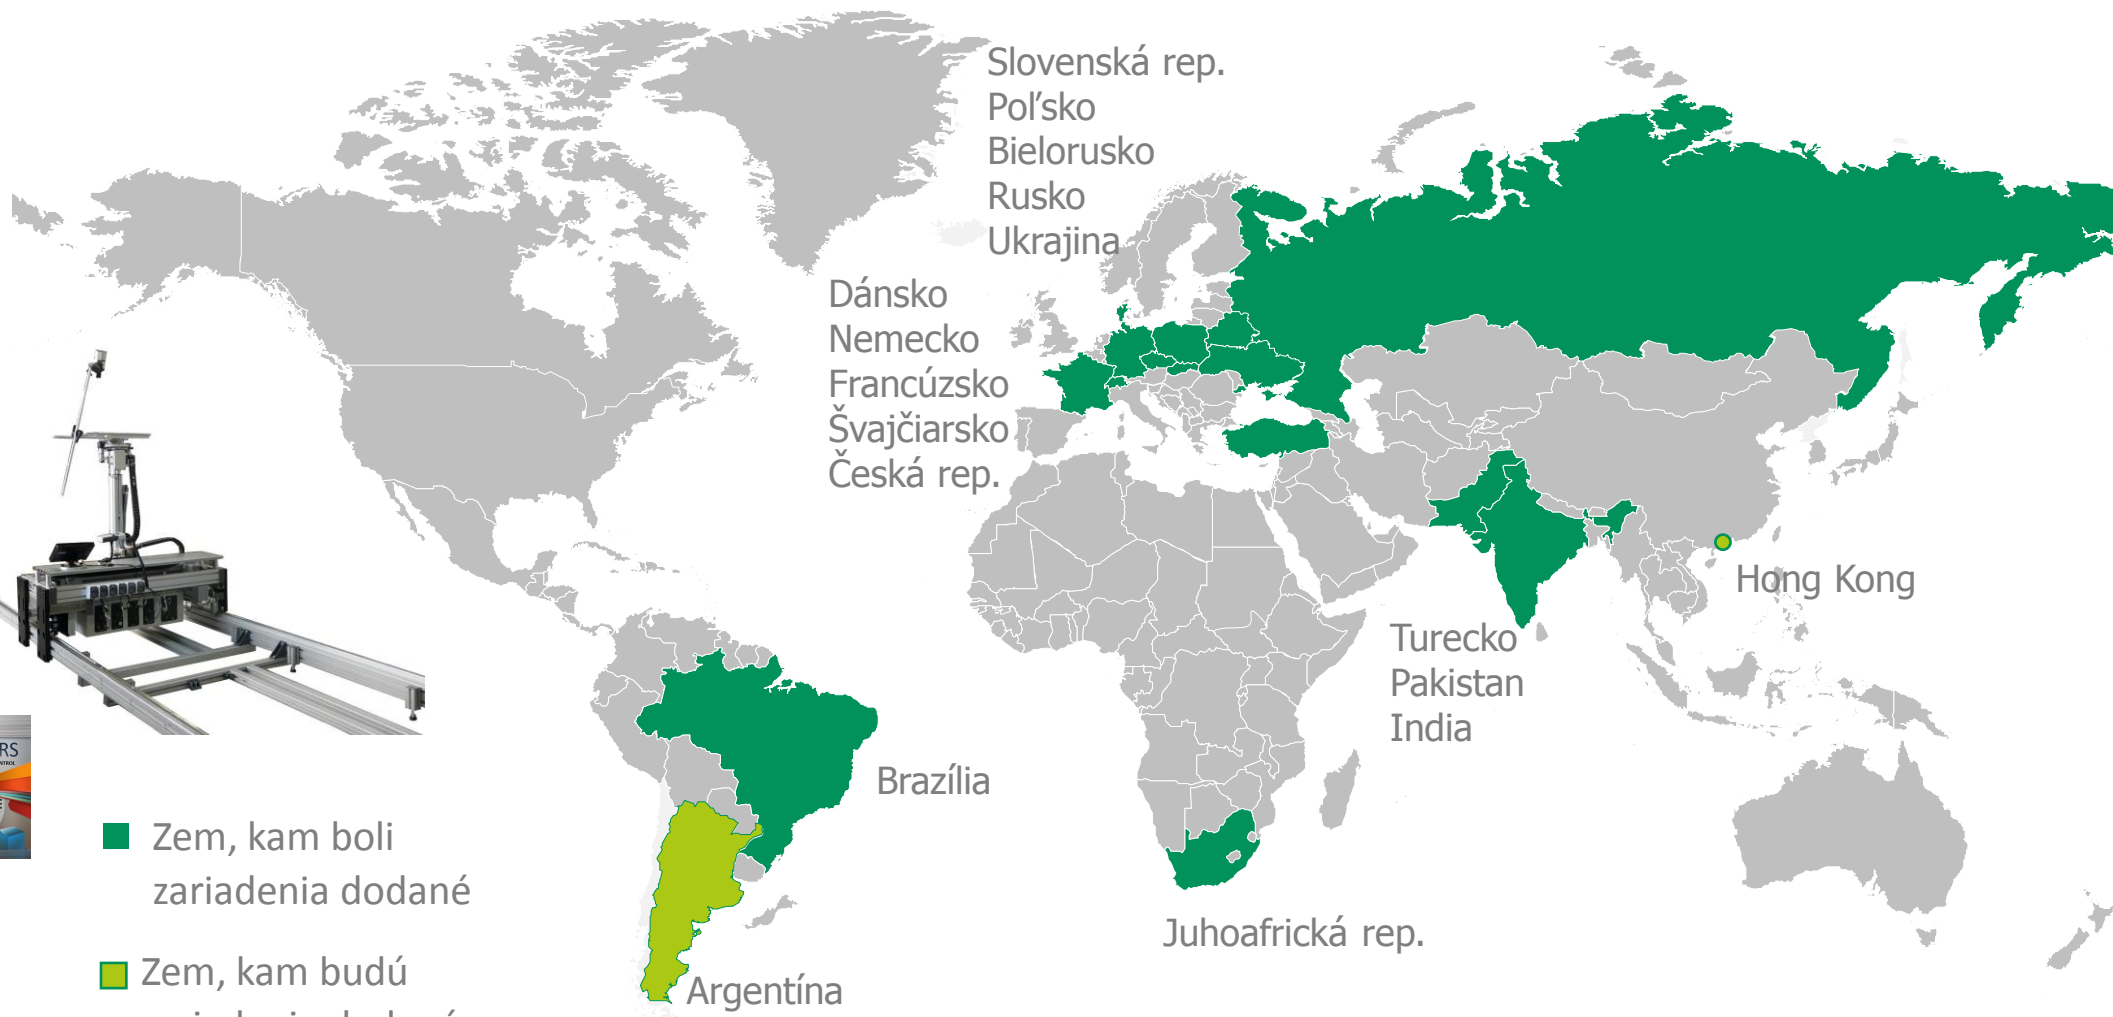 Slovenská rep.
Poľsko
Bielorusko
Rusko
Ukrajina
Dánsko
Nemecko
Francúzsko
Švajčiarsko
Česká rep.
Hong Kong
Turecko
Pakistan
India
Brazília
Juhoafrická rep.
Argentína
RS
Zem, kam boli
zariadenia dodané
Zem, kam budú